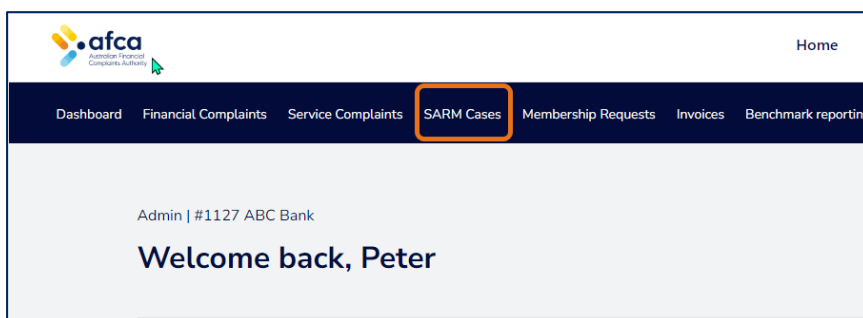 afca
Australian Financial
Complaints Authority
Home
Dashboard Financial Complaints Service Complaints SARM Cases Membership Requests Invoices Benchmark reportin
Admin | #1127 ABC Bank
Welcome back, Peter